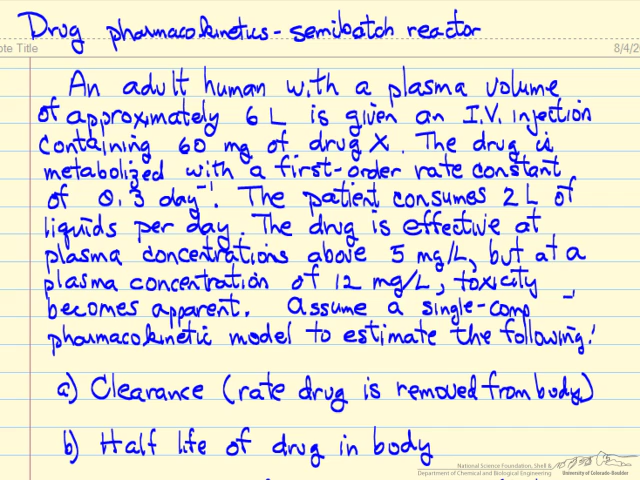 Drug pharmacokinetics - semibatch reactor
ote Title
8/4/2
An adult human with a plasma volume
of approximately 6 L is given an I.V. injection
containing 60 mg of drug X. The drug is
metabolized with a first-order rate constant
of 0.3 day⁻¹. The patient consumes 2 L of
liquids per day. The drug is effective at
plasma concentrations above 5 mg/L, but at a
plasma concentration of 12 mg/L, toxicity
becomes apparent. Assume a single-comp
pharmacokinetic model to estimate the following:
a) Clearance (rate drug is removed from body)
b) Half life of drug in body
National Science Foundation, Shell &
Department of Chemical and Biological Engineering
University of Colorado-Boulder